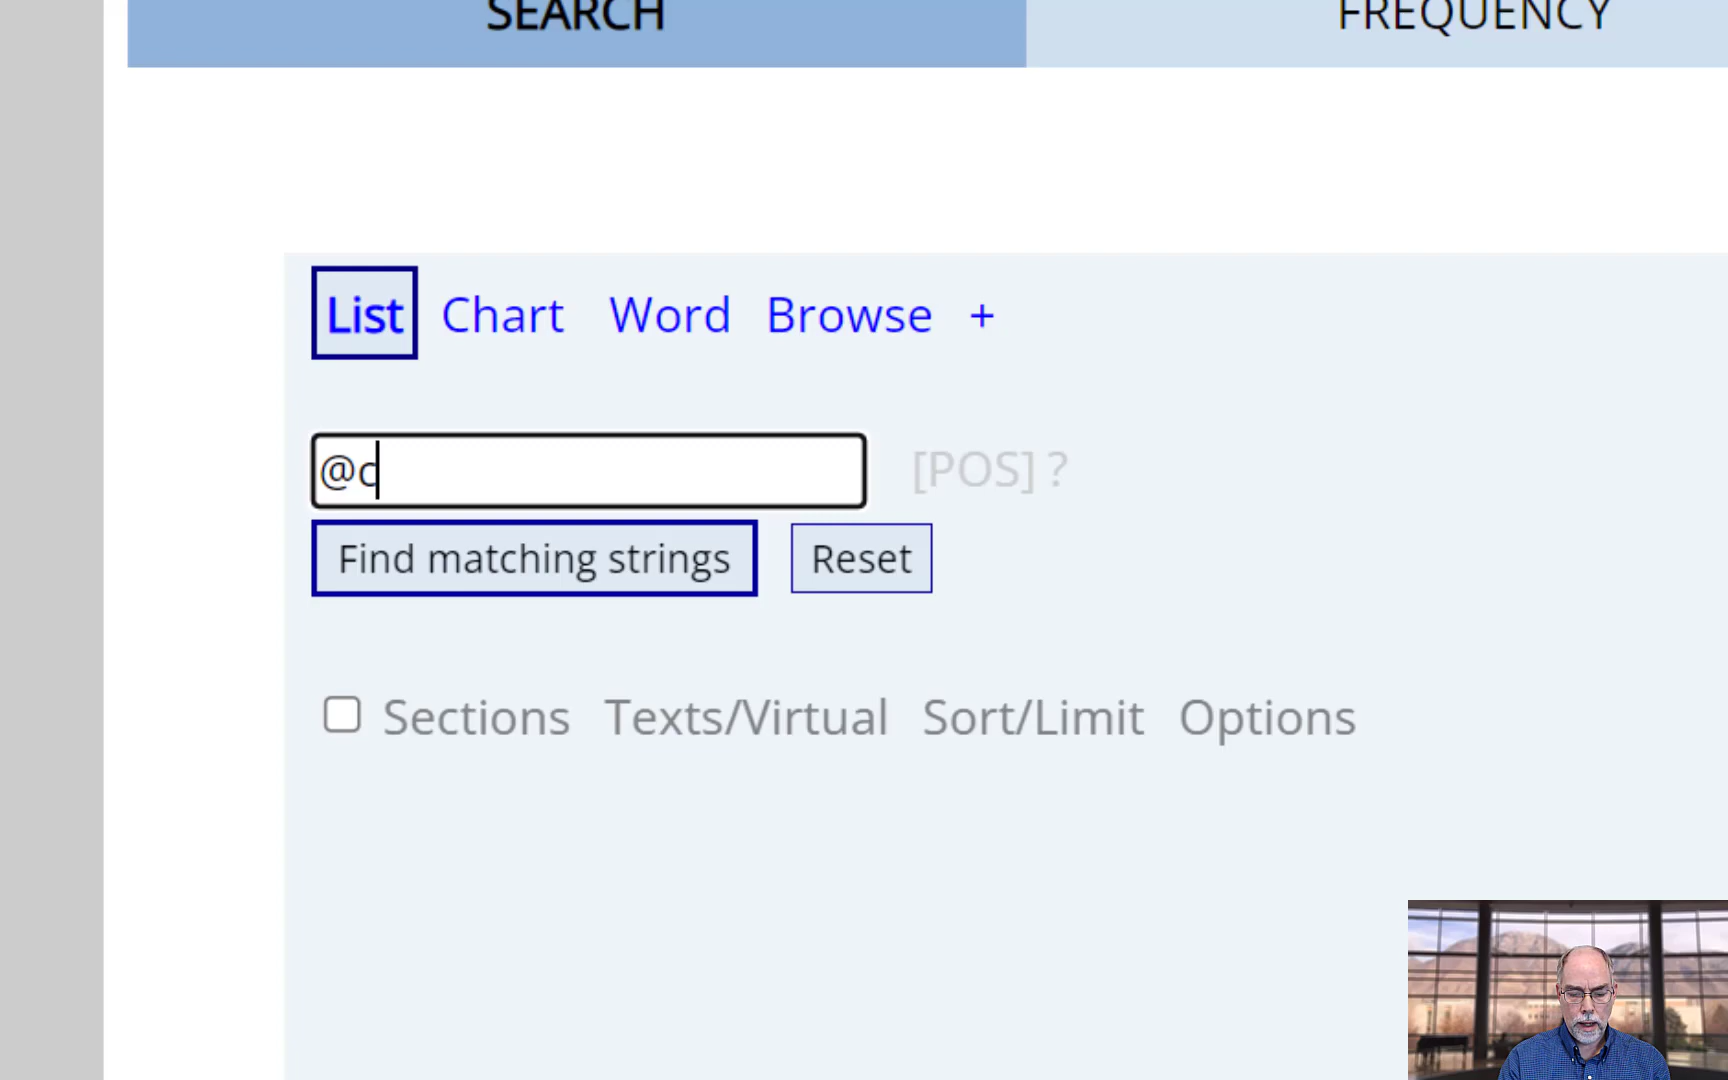 SEARCH FREQUENCY
List Chart Word Browse +
@c [POS] ?
Find matching strings Reset
Sections Texts/Virtual Sort/Limit Options